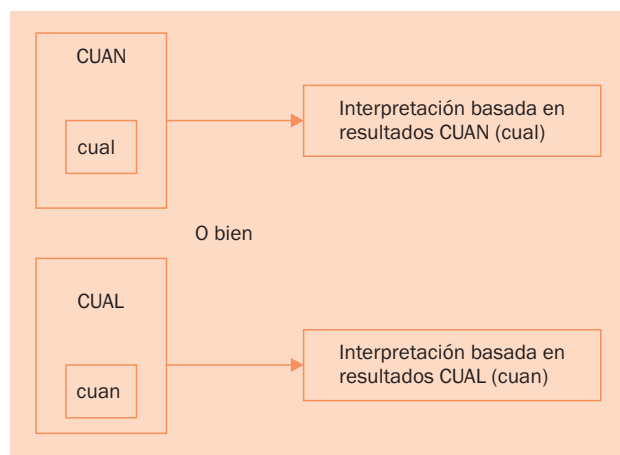 CUAN
cual
Interpretación basada en
resultados CUAN (cual)
O bien
CUAL
cuan
Interpretación basada en
resultados CUAL (cuan)